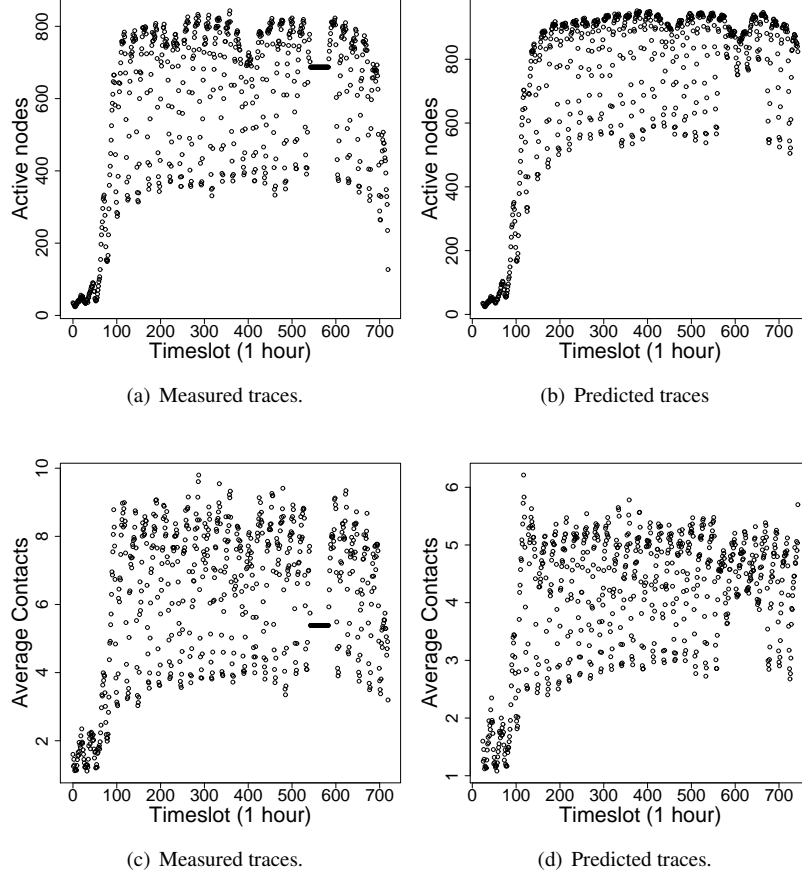 Active nodes
800
600
400
200
0
0 100 200 300 400 500 600 700
Timeslot (1 hour)
(a) Measured traces.
Active nodes
800
200
0
0 100 200 300 400 500 600 700
Timeslot (1 hour)
(b) Predicted traces
Average Contacts
10
8
6
4
2
0 100 200 300 400 500 600 700
Timeslot (1 hour)
(c) Measured traces.
Average Contacts
6
5
4
3
2
1
0 100 200 300 400 500 600 700
Timeslot (1 hour)
(d) Predicted traces.